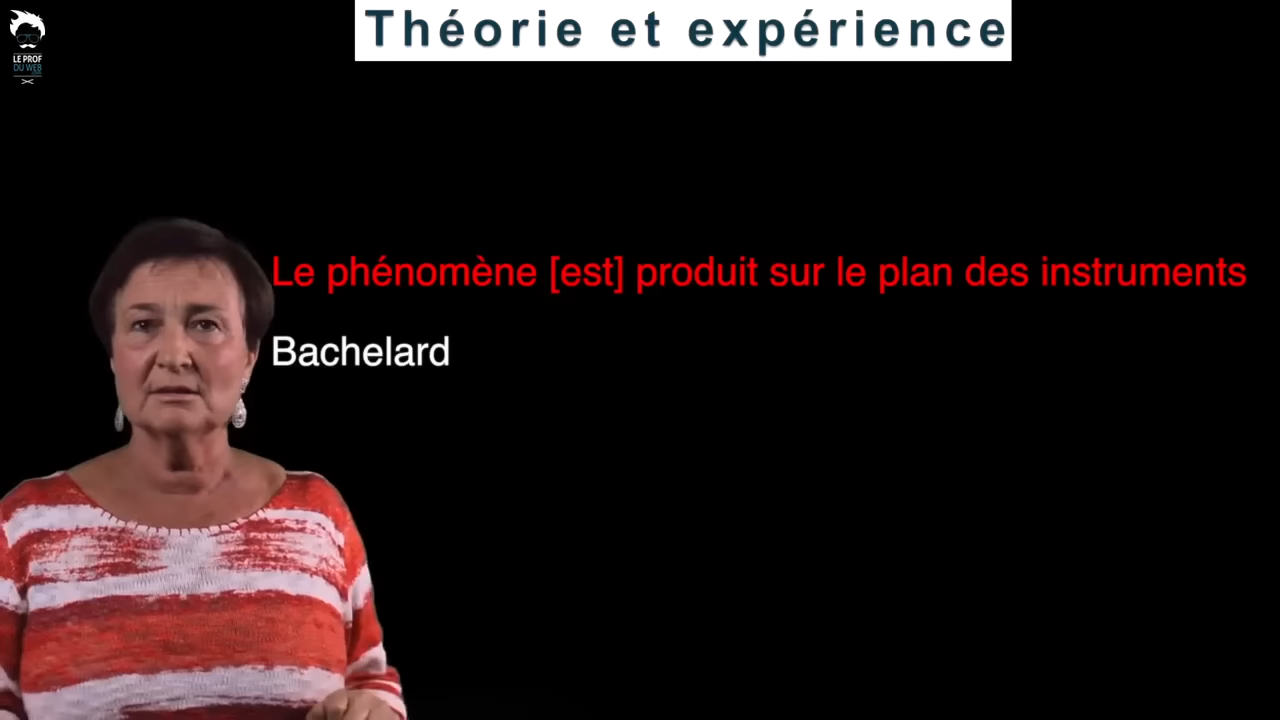 Théorie et expérience
LE PROF
DU WEB
Le phénomène [est] produit sur le plan des instruments
Bachelard